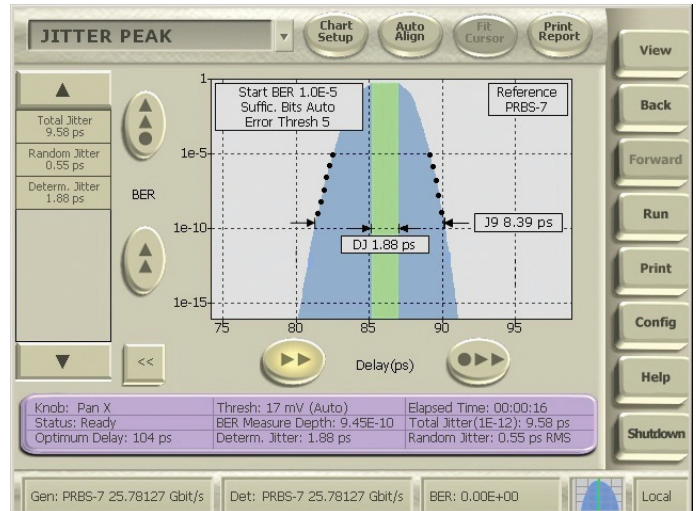 JITTER PEAK
Chart Setup
Auto Align
Fit Cursor
Print Report
View
Back
Forward
Run
Print
Config
Help
Shutdown
Total Jitter
9.58 ps
Random Jitter
0.55 ps
Determ. Jitter
1.88 ps
BER
<<
1
1e-5
1e-10
1e-15
Start BER 1.0E-5
Suffic. Bits Auto
Error Thresh 5
Reference
PRBS-7
J9 8.39 ps
DJ 1.88 ps
75 80 85 90 95
Delay(ps)
Knob: Pan X Thresh: 17 mV (Auto) Elapsed Time: 00:00:16
Status: Ready BER Measure Depth: 9.45E-10 Total Jitter(1E-12): 9.58 ps
Optimum Delay: 104 ps Determ. Jitter: 1.88 ps Random Jitter: 0.55 ps RMS
Gen: PRBS-7 25.78127 Gbit/s Det: PRBS-7 25.78127 Gbit/s BER: 0.00E+00 Local